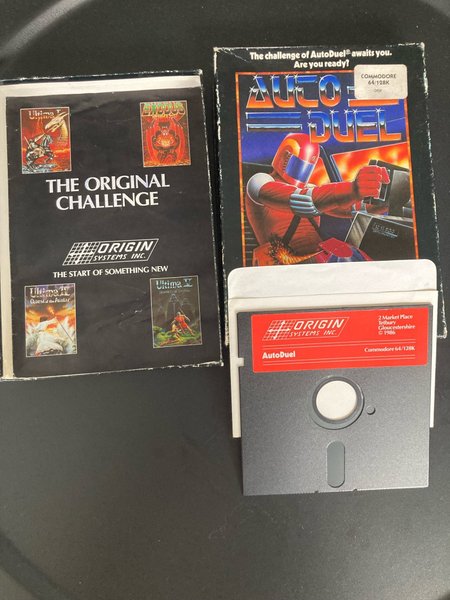 Ultima I
EXODUS
THE ORIGINAL
CHALLENGE
ORIGIN
SYSTEMS INC.
THE START OF SOMETHING NEW
Ultima IV
Quest of the Avatar
Ultima V
The challenge of AutoDuel® awaits you.
Are you ready?
COMMODORE
64/128K
DISK
AUTO
DUEL
ORIGIN
SYSTEMS INC.
2 Market Place
Tetbury
Gloucestershire
© 1986
AutoDuel
Commodore 64/128K